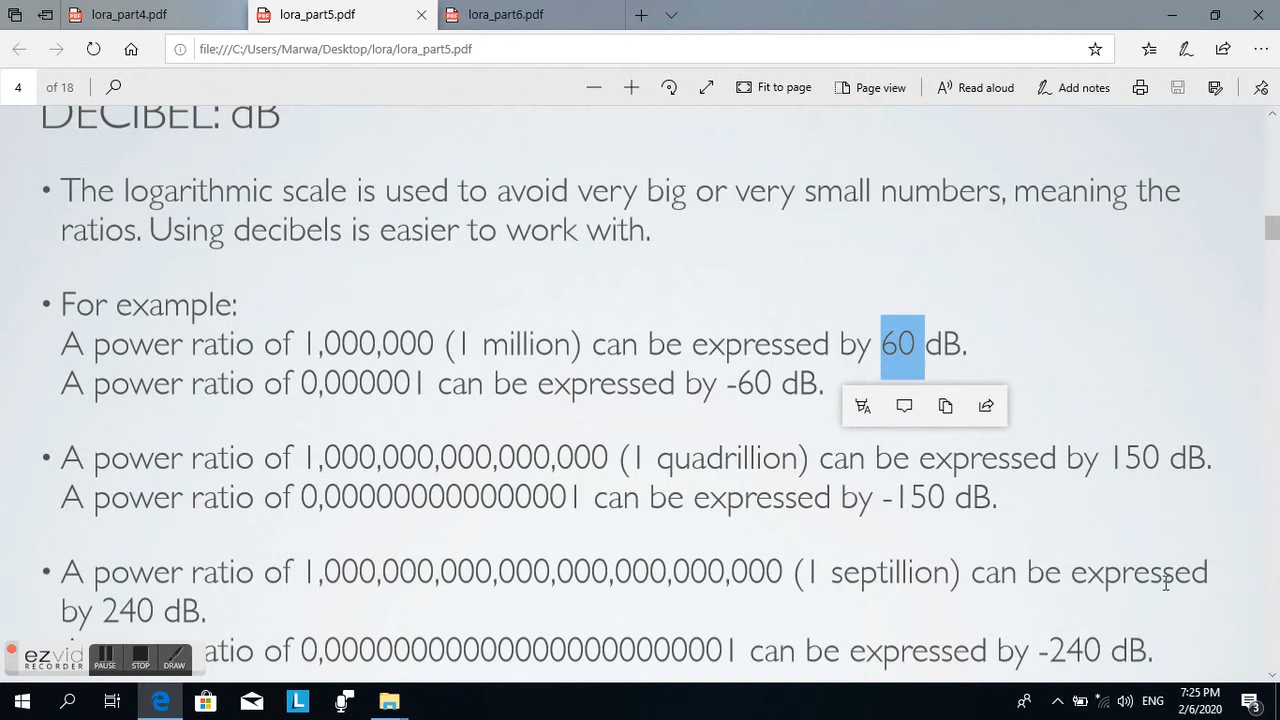 lora_part4.pdf
lora_part5.pdf
lora_part6.pdf
file:///C:/Users/Marwa/Desktop/lora/lora_part5.pdf
4 of 18
Fit to page
Page view
Read aloud
Add notes
DECIBEL: dB
• The logarithmic scale is used to avoid very big or very small numbers, meaning the
ratios. Using decibels is easier to work with.
• For example:
A power ratio of 1,000,000 (1 million) can be expressed by 60 dB.
A power ratio of 0,000001 can be expressed by -60 dB.
• A power ratio of 1,000,000,000,000,000 (1 quadrillion) can be expressed by 150 dB.
A power ratio of 0,000000000000001 can be expressed by -150 dB.
• A power ratio of 1,000,000,000,000,000,000,000,000 (1 septillion) can be expressed
by 240 dB.
atio of 0,000000000000000000000001 can be expressed by -240 dB.
ezvid
RECORDER
PAUSE
STOP
DRAW
ENG
7:25 PM
2/6/2020
3